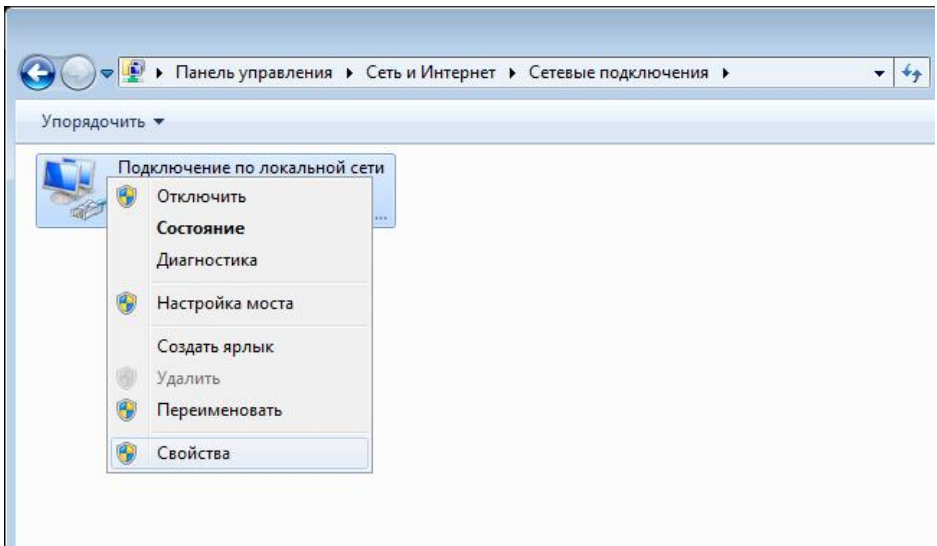 Панель управления Сеть и Интернет Сетевые подключения
Упорядочить
Подключение по локальной сети
...
Отключить
Состояние
Диагностика
Настройка моста
Создать ярлык
Удалить
Переименовать
Свойства